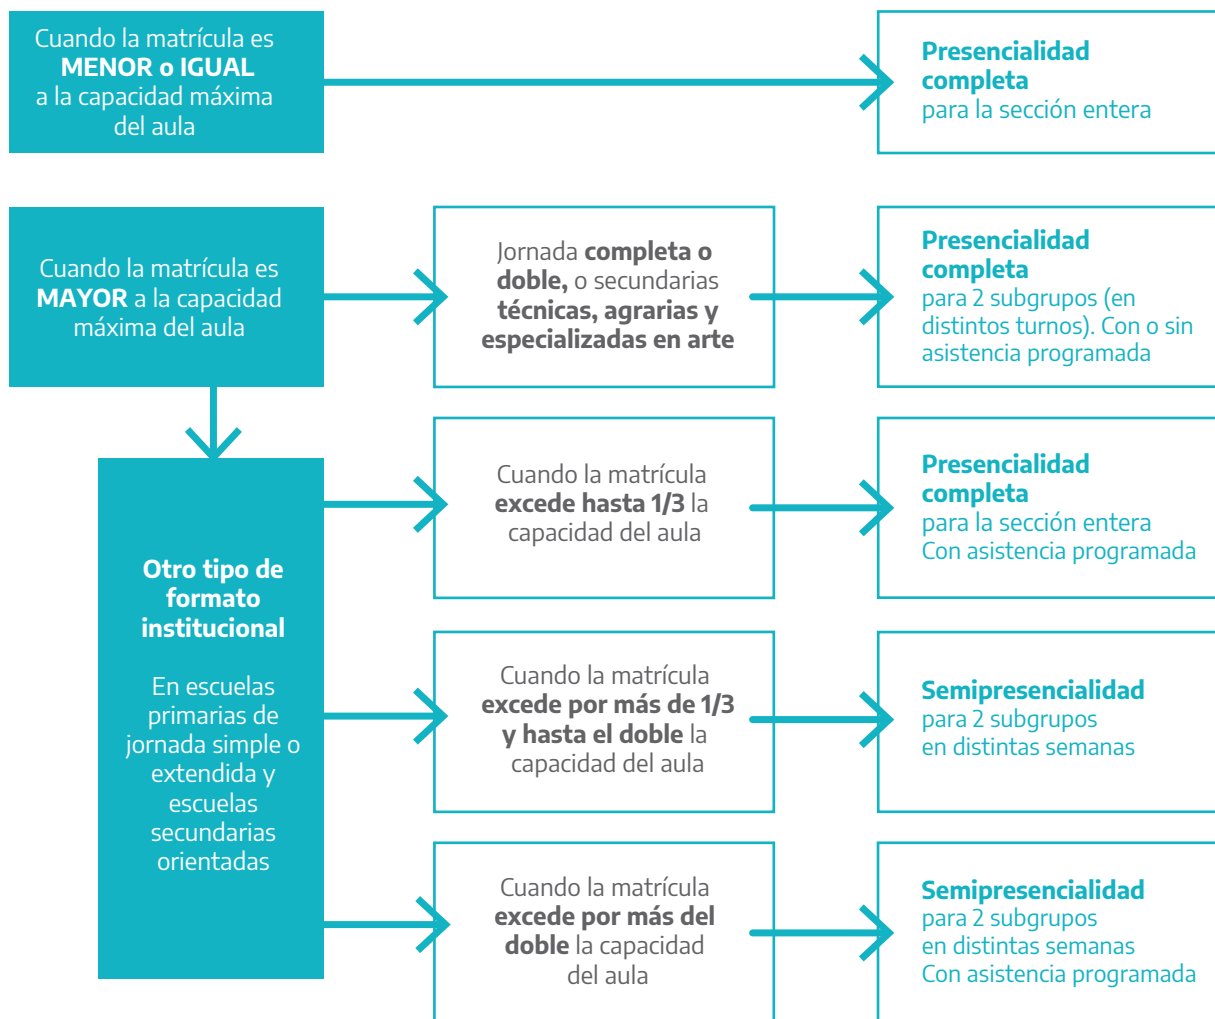 Cuando la matrícula es
MENOR o IGUAL
a la capacidad máxima
del aula
Presencialidad
completa
para la sección entera
Cuando la matrícula es
MAYOR a la capacidad
máxima del aula
Jornada completa o
doble, o secundarias
técnicas, agrarias y
especializadas en arte
Presencialidad
completa
para 2 subgrupos (en
distintos turnos). Con o sin
asistencia programada
Otro tipo de
formato
institucional
En escuelas
primarias de
jornada simple o
extendida y
escuelas
secundarias
orientadas
Cuando la matrícula
excede hasta 1/3 la
capacidad del aula
Presencialidad
completa
para la sección entera
Con asistencia programada
Cuando la matrícula
excede por más de 1/3
y hasta el doble la
capacidad del aula
Semipresencialidad
para 2 subgrupos
en distintas semanas
Cuando la matrícula
excede por más del
doble la capacidad
del aula
Semipresencialidad
para 2 subgrupos
en distintas semanas
Con asistencia programada